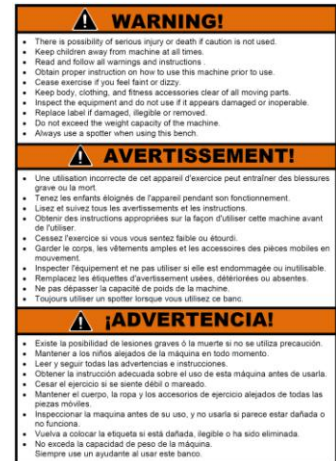 WARNING!
• There is possibility of serious injury or death if caution is not used.
• Keep children away from machine at all times.
• Read and follow all warnings and instructions .
• Obtain proper instruction on how to use this machine prior to use.
• Cease exercise if you feel faint or dizzy.
• Keep body, clothing, and fitness accessories clear of all moving parts.
• Inspect the equipment and do not use if it appears damaged or inoperable.
• Replace label if damaged, illegible or removed.
• Do not exceed the weight capacity of the machine.
• Always use a spotter when using this bench.
AVERTISSEMENT!
• Une utilisation incorrecte de cet appareil d'exercice peut entraîner des blessures
grave ou la mort.
• Tenez les enfants éloignés de l'apareil pendant son fonctionnement.
• Lisez et suivez tous les avertissements et les instructions.
• Obtenir des instructions appropriées sur la façon d'utiliser cette machine avant
de l'utiliser.
• Cessez l'exercice si vous vous sentez faible ou étourdi.
• Garder le corps, les vêtements amples et les accessoires des pièces mobiles en
mouvement.
• Inspecter l'équipement et ne pas utiliser si elle est endommagée ou inutilisable.
• Remplacez les étiquettes d'avertissement usées, détériorées ou absentes.
• Ne pas dépasser la capacité de poids de la machine.
• Toujours utiliser un spotter lorsque vous utilisez ce banc.
¡ADVERTENCIA!
• Existe la posibilidad de lesiones graves ó la muerte si no se utiliza precaución.
• Mantener a los niños alejados de la máquina en todo momento.
• Leer y seguir todas las advertencias e instrucciones.
• Obtener la instrucción adecuada sobre el uso de esta máquina antes de usarla.
• Cesar el ejercicio si se siente débil o mareado.
• Mantener el cuerpo, la ropa y los accesorios de ejercicio alejados de todas las
piezas móviles.
• Inspeccionar la maquina antes de su uso, y no usarla si parece estar dañada o
no funciona.
• Vuelva a colocar la etiqueta si está dañada, ilegible o ha sido eliminada.
• No exceda la capacidad de peso de la máquina.
Siempre use un ayudante al usar este banco.